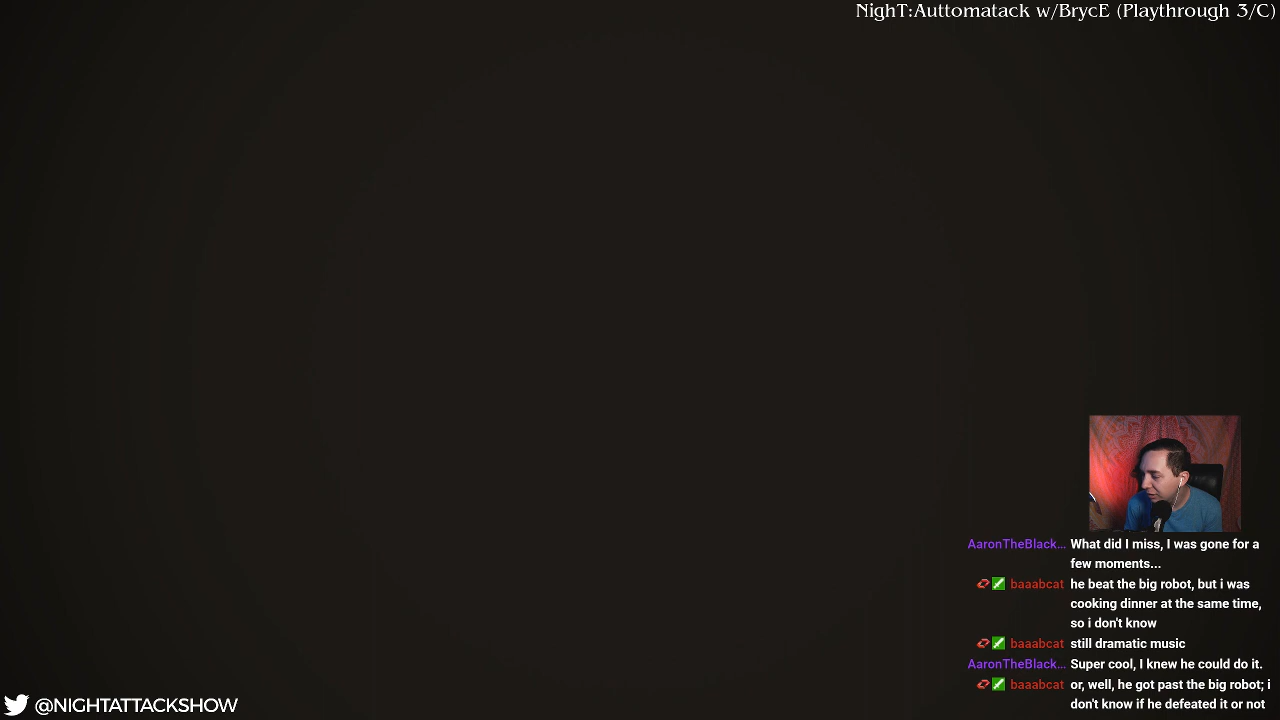 NighT:Auttomatack w/BrycE (Playthrough 3/C)
AaronTheBlack... What did I miss, I was gone for a
few moments...
baaabcat he beat the big robot, but i was
cooking dinner at the same time,
so i don't know
baaabcat still dramatic music
AaronTheBlack... Super cool, I knew he could do it.
baaabcat or, well, he got past the big robot; i
don't know if he defeated it or not
@NIGHTATTACKSHOW